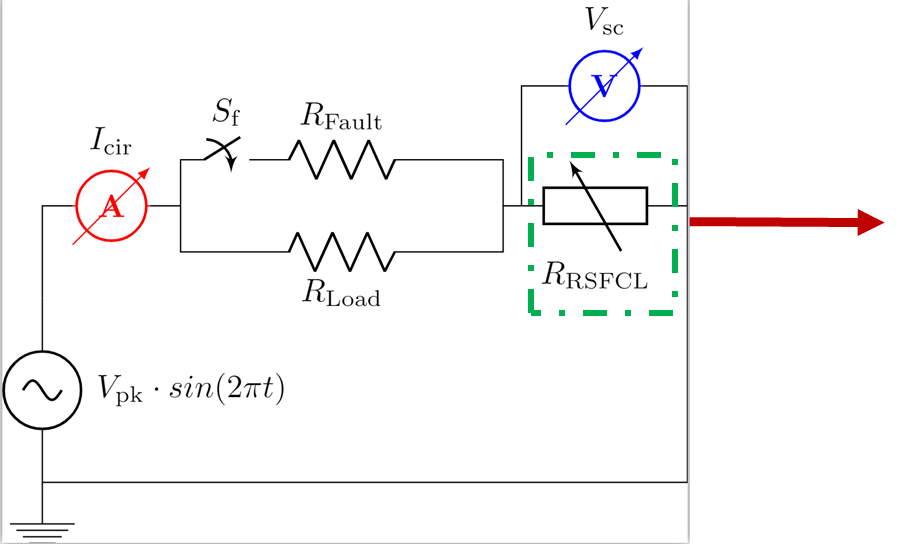 V_sc
V
S_f
R_Fault
I_cir
A
R_RSFCL
R_Load
V_pk · sin(2πt)